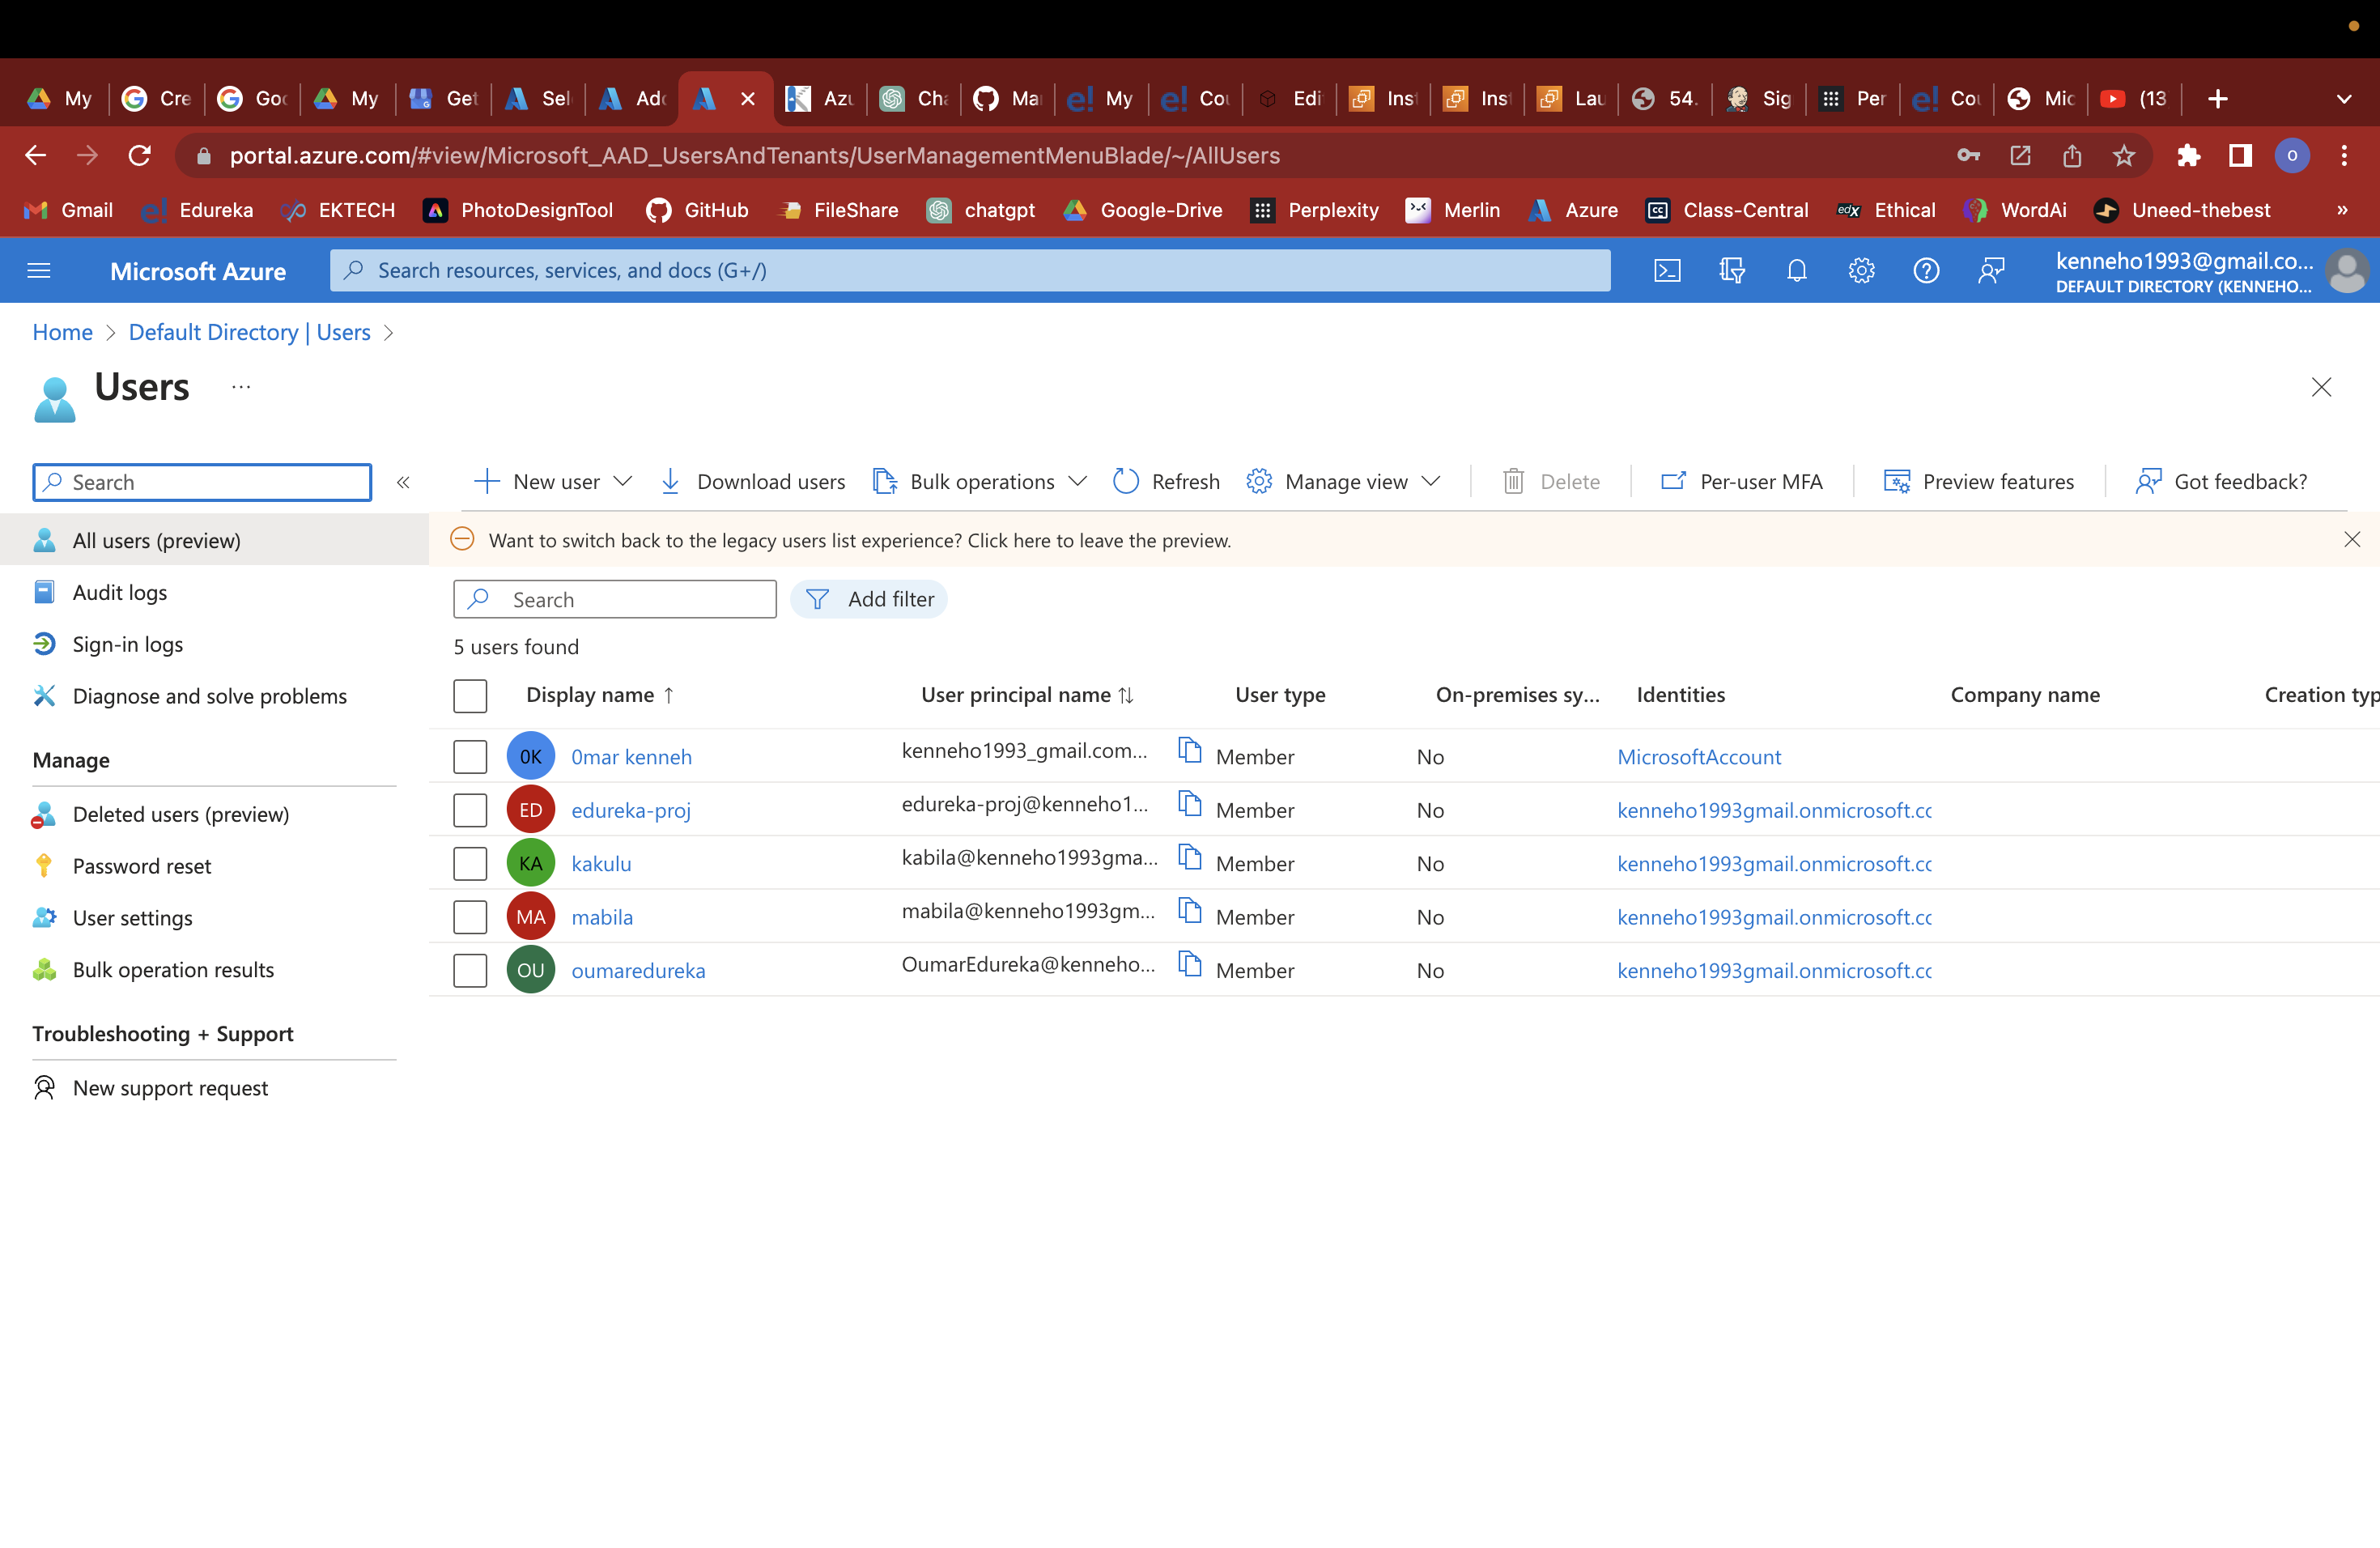 My Cre Goo My Get Sel Add Azu Cha Ma My Cou Edi Inst Inst Lau 54. Sig Per Cou Mic (13
portal.azure.com/#view/Microsoft_AAD_UsersAndTenants/UserManagementMenuBlade/~/AllUsers
Gmail Edureka EKTECH PhotoDesignTool GitHub FileShare chatgpt Google-Drive Perplexity Merlin Azure Class-Central Ethical WordAi Uneed-thebest »
Microsoft Azure Search resources, services, and docs (G+/) kenneho1993@gmail.co...
DEFAULT DIRECTORY (KENNEHO...
Home > Default Directory | Users >
Users ...
Search «
New user Download users Bulk operations Refresh Manage view Delete Per-user MFA Preview features Got feedback?
All users (preview)
Audit logs
Sign-in logs
Diagnose and solve problems
Manage
Deleted users (preview)
Password reset
User settings
Bulk operation results
Troubleshooting + Support
New support request
Want to switch back to the legacy users list experience? Click here to leave the preview.
Search Add filter
5 users found
Display name ↑ User principal name ↑↓ User type On-premises sy... Identities Company name Creation typ
0K 0mar kenneh kenneho1993_gmail.com... Member No MicrosoftAccount
ED edureka-proj edureka-proj@kenneho1... Member No kenneho1993gmail.onmicrosoft.cc
KA kakulu kabila@kenneho1993gma... Member No kenneho1993gmail.onmicrosoft.cc
MA mabila mabila@kenneho1993gm... Member No kenneho1993gmail.onmicrosoft.cc
OU oumaredureka OumarEdureka@kenneho... Member No kenneho1993gmail.onmicrosoft.cc